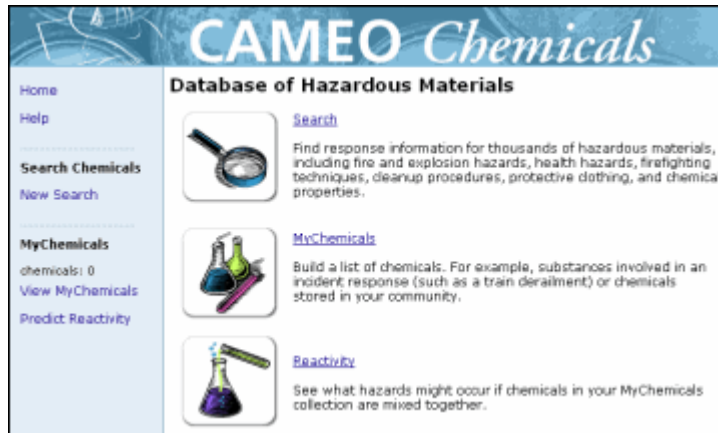 CAMEO Chemicals
Home
Help
Search Chemicals
New Search
MyChemicals
chemicals: 0
View MyChemicals
Predict Reactivity
Database of Hazardous Materials
Search
Find response information for thousands of hazardous materials,
including fire and explosion hazards, health hazards, firefighting
techniques, cleanup procedures, protective clothing, and chemica
properties.
MyChemicals
Build a list of chemicals. For example, substances involved in an
incident response (such as a train derailment) or chemicals
stored in your community.
Reactivity
See what hazards might occur if chemicals in your MyChemicals
collection are mixed together.